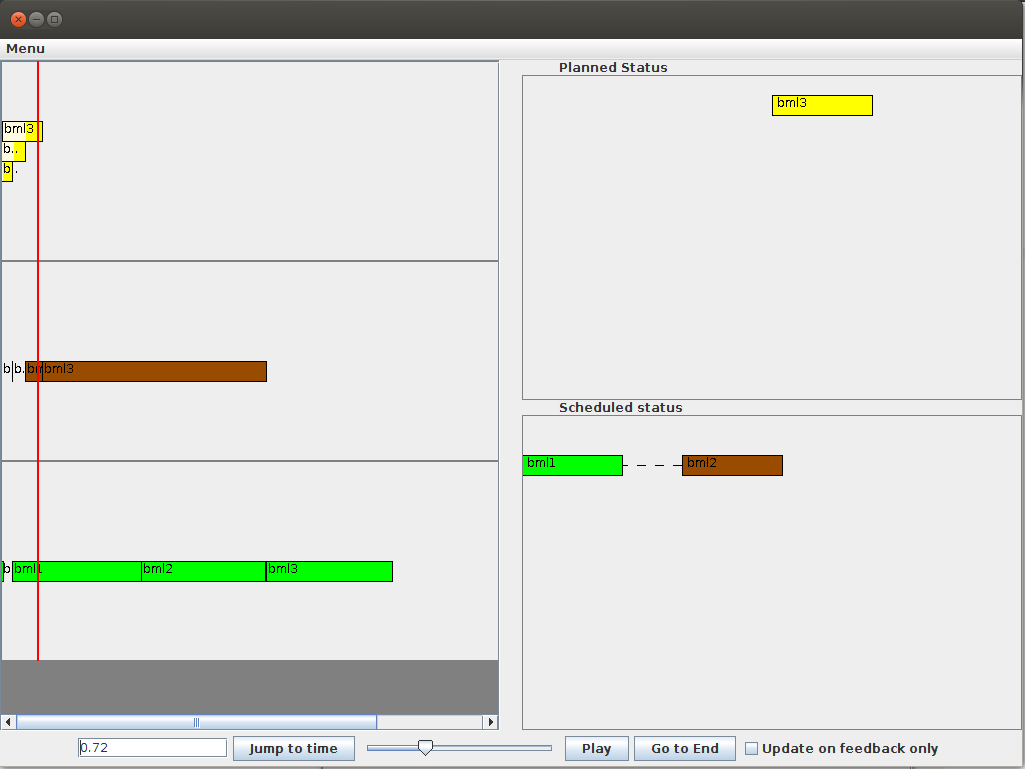 Menu
Planned Status
bml3
bml3
b..
b .
b b. bml3
b bml1 bml2 bml3
Scheduled status
bml1 bml2
0.72 Jump to time Play Go to End Update on feedback only